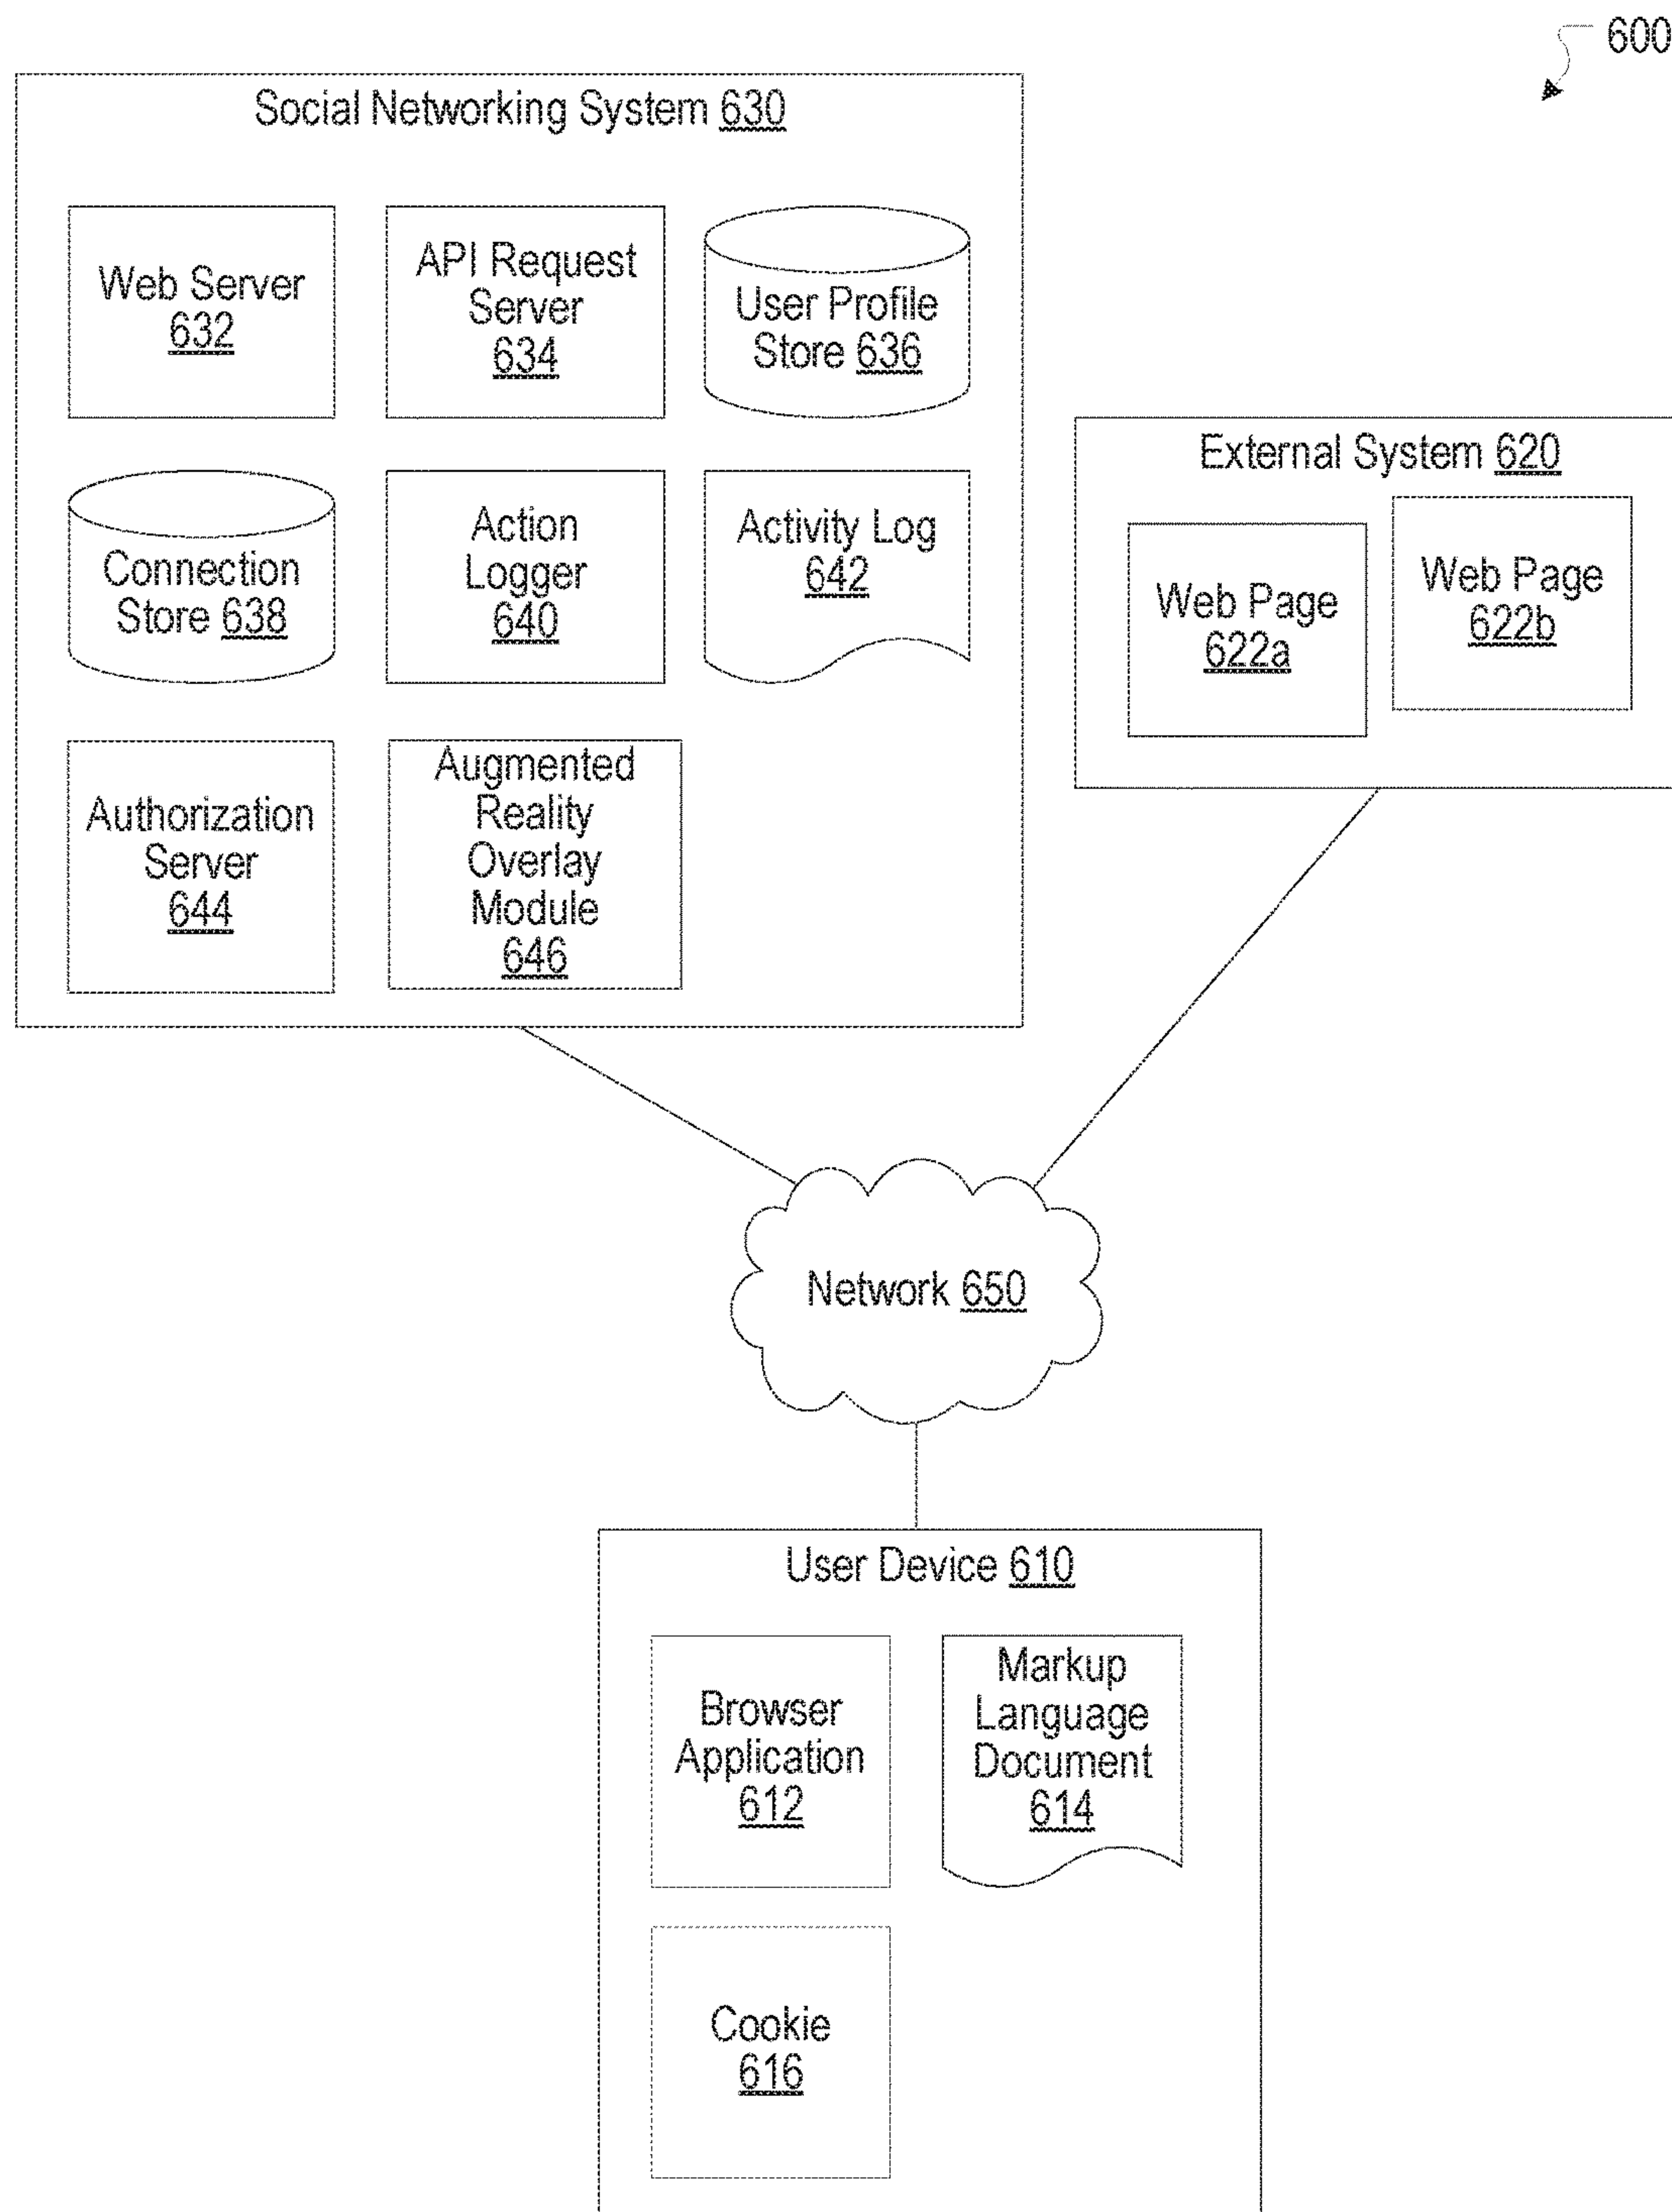 600
Social Networking System 630
Web Server
632
API Request
Server
634
User Profile
Store 636
Connection
Store 638
Action
Logger
640
Activity Log
642
Authorization
Server
644
Augmented
Reality
Overlay
Module
646
External System 620
Web Page
622a
Web Page
622b
Network 650
User Device 610
Browser
Application
612
Markup
Language
Document
614
Cookie
616